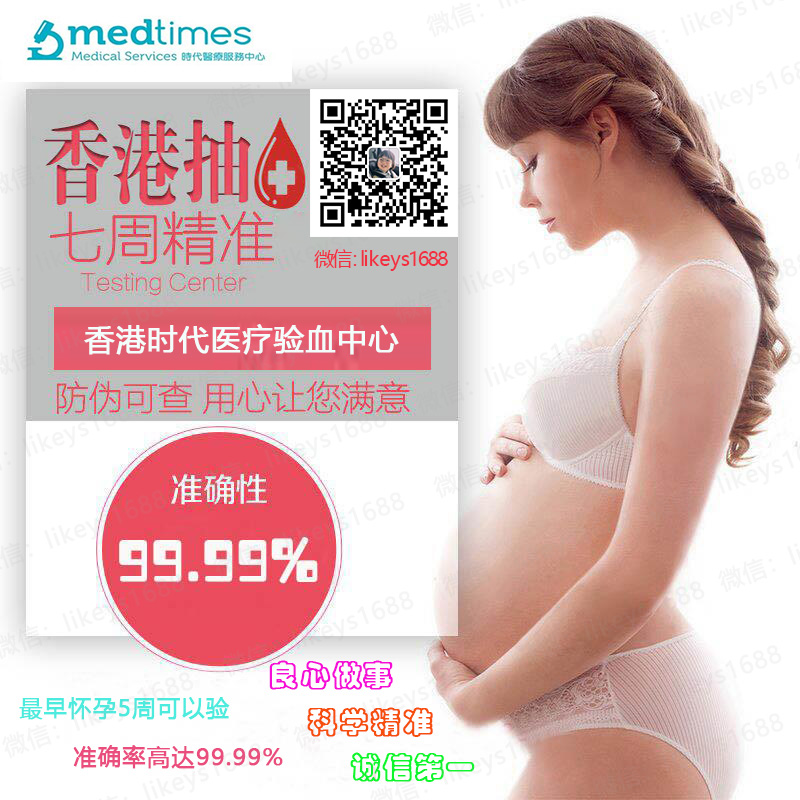 medtimes
Medical Services 時代醫療服務中心
香港抽
七周精准
Testing Center
微信: likeys1688
香港时代医疗验血中心
防伪可查 用心让您满意
准确性
99.99%
良心做事
最早怀孕5周可以验
科学精准
准确率高达99.99%
诚信第一
微信: likeys1688